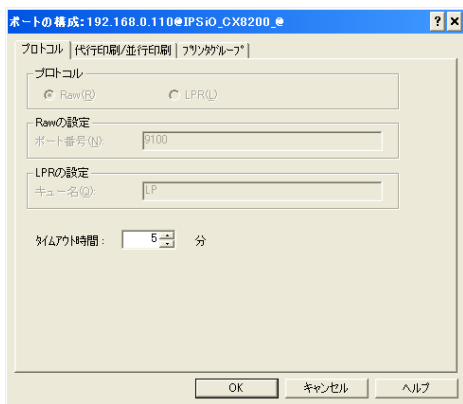 ポートの構成:192.168.0.110@IPSiO_CX8200_@
プロトコル 代行印刷/並行印刷 プリンタグループ
プロトコル
Raw(R) LPR(L)
Rawの設定
ポート番号(N): 9100
LPRの設定
キュー名(Q): LP
タイムアウト時間: 5 分
OK キャンセル ヘルプ